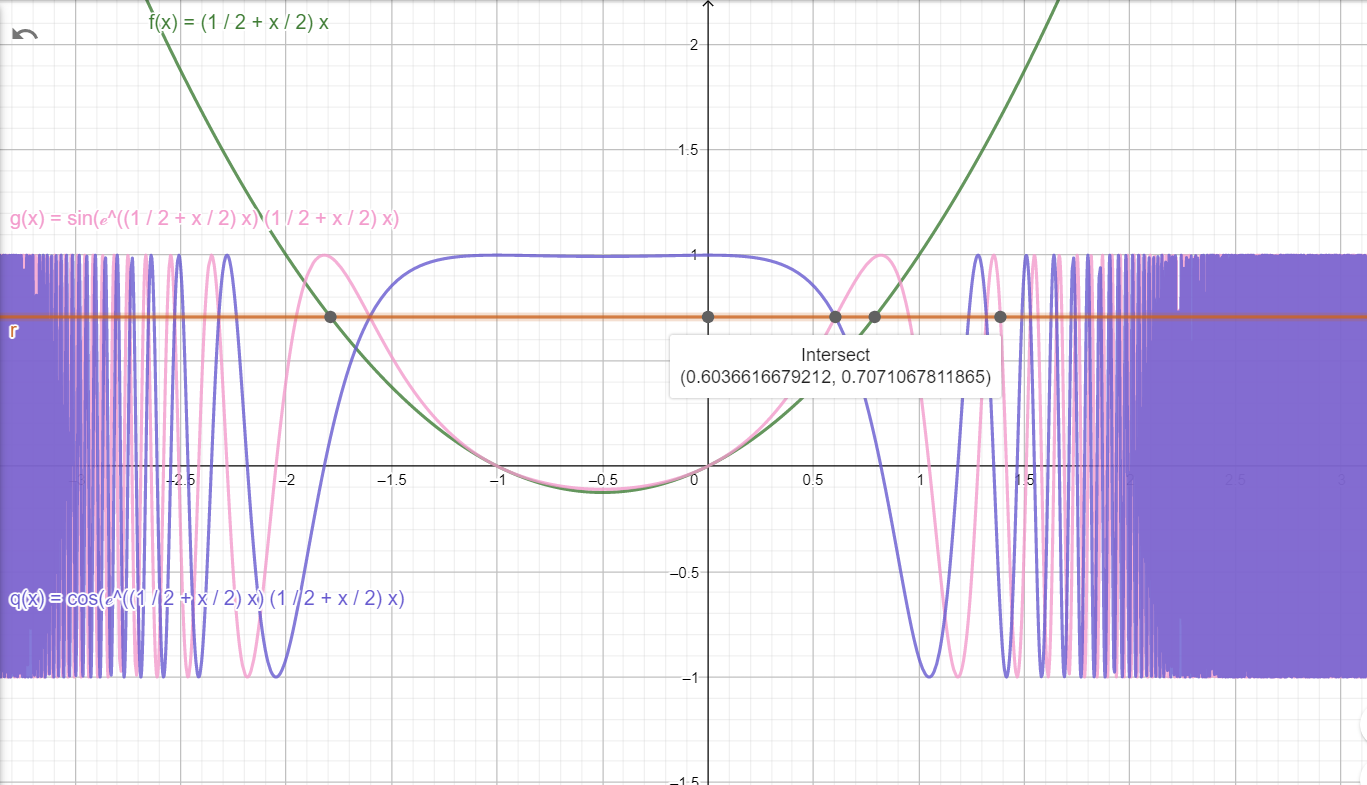 f(x) = (1 / 2 + x / 2) x
2
1.5
g(x) = sin(ℯ^((1 / 2 + x / 2) x) (1 / 2 + x / 2) x)
1
r
Intersect
(0.6036616679212, 0.7071067811865)
–2.5 –2 –1.5 –1 –0.5 0 0.5 1 1.5 2 2.5 3
–0.5
q(x) = cos(ℯ^((1 / 2 + x / 2) x) (1 / 2 + x / 2) x)
–1
–1.5